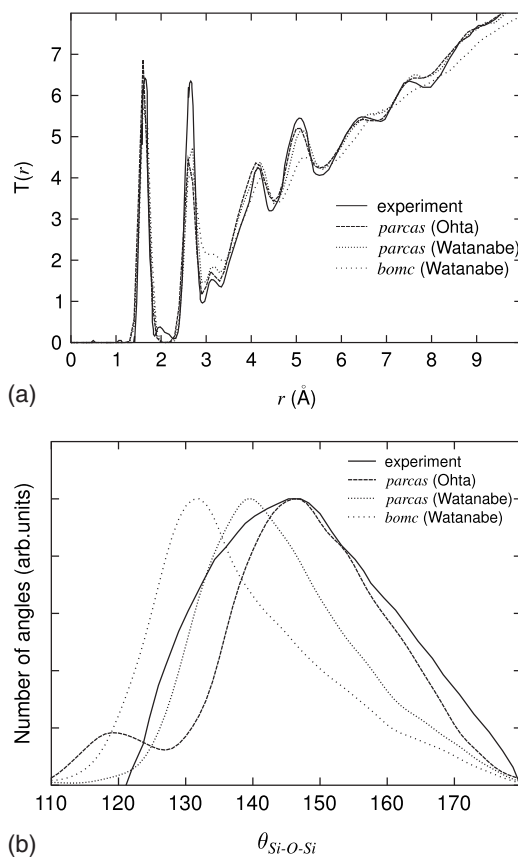 7
6
5
4
3
2
1
0
T(r)
experiment
parcas (Ohta)
parcas (Watanabe)
bomc (Watanabe)
0 1 2 3 4 5 6 7 8 9
r (Å)
(a)
experiment
parcas (Ohta)
parcas (Watanabe)
bomc (Watanabe)
Number of angles (arb.units)
110 120 130 140 150 160 170
θSi-O-Si
(b)